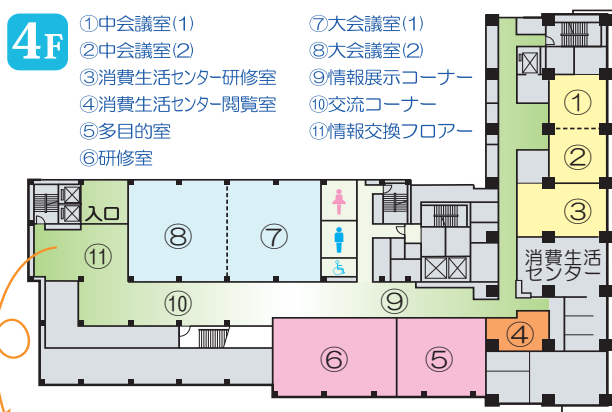 4F
①中会議室(1)
②中会議室(2)
③消費生活センター研修室
④消費生活センター閲覧室
⑤多目的室
⑥研修室
⑦大会議室(1)
⑧大会議室(2)
⑨情報展示コーナー
⑩交流コーナー
⑪情報交換フロアー
①
②
③
消費生活
センター
入口
⑧
⑦
⑪
⑩
⑨
④
⑥
⑤